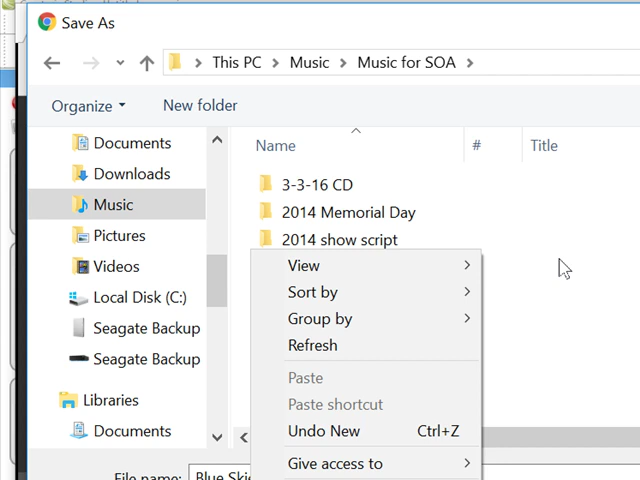 Save As
This PC > Music > Music for SOA >
Organize New folder
Name # Title
Documents
Downloads
Music
Pictures
Videos
Local Disk (C:)
Seagate Backup
Seagate Backup
Libraries
Documents
3-3-16 CD
2014 Memorial Day
2014 show script
View >
Sort by >
Group by >
Refresh
Paste
Paste shortcut
Undo New Ctrl+Z
Give access to >
File name: Blue Skie